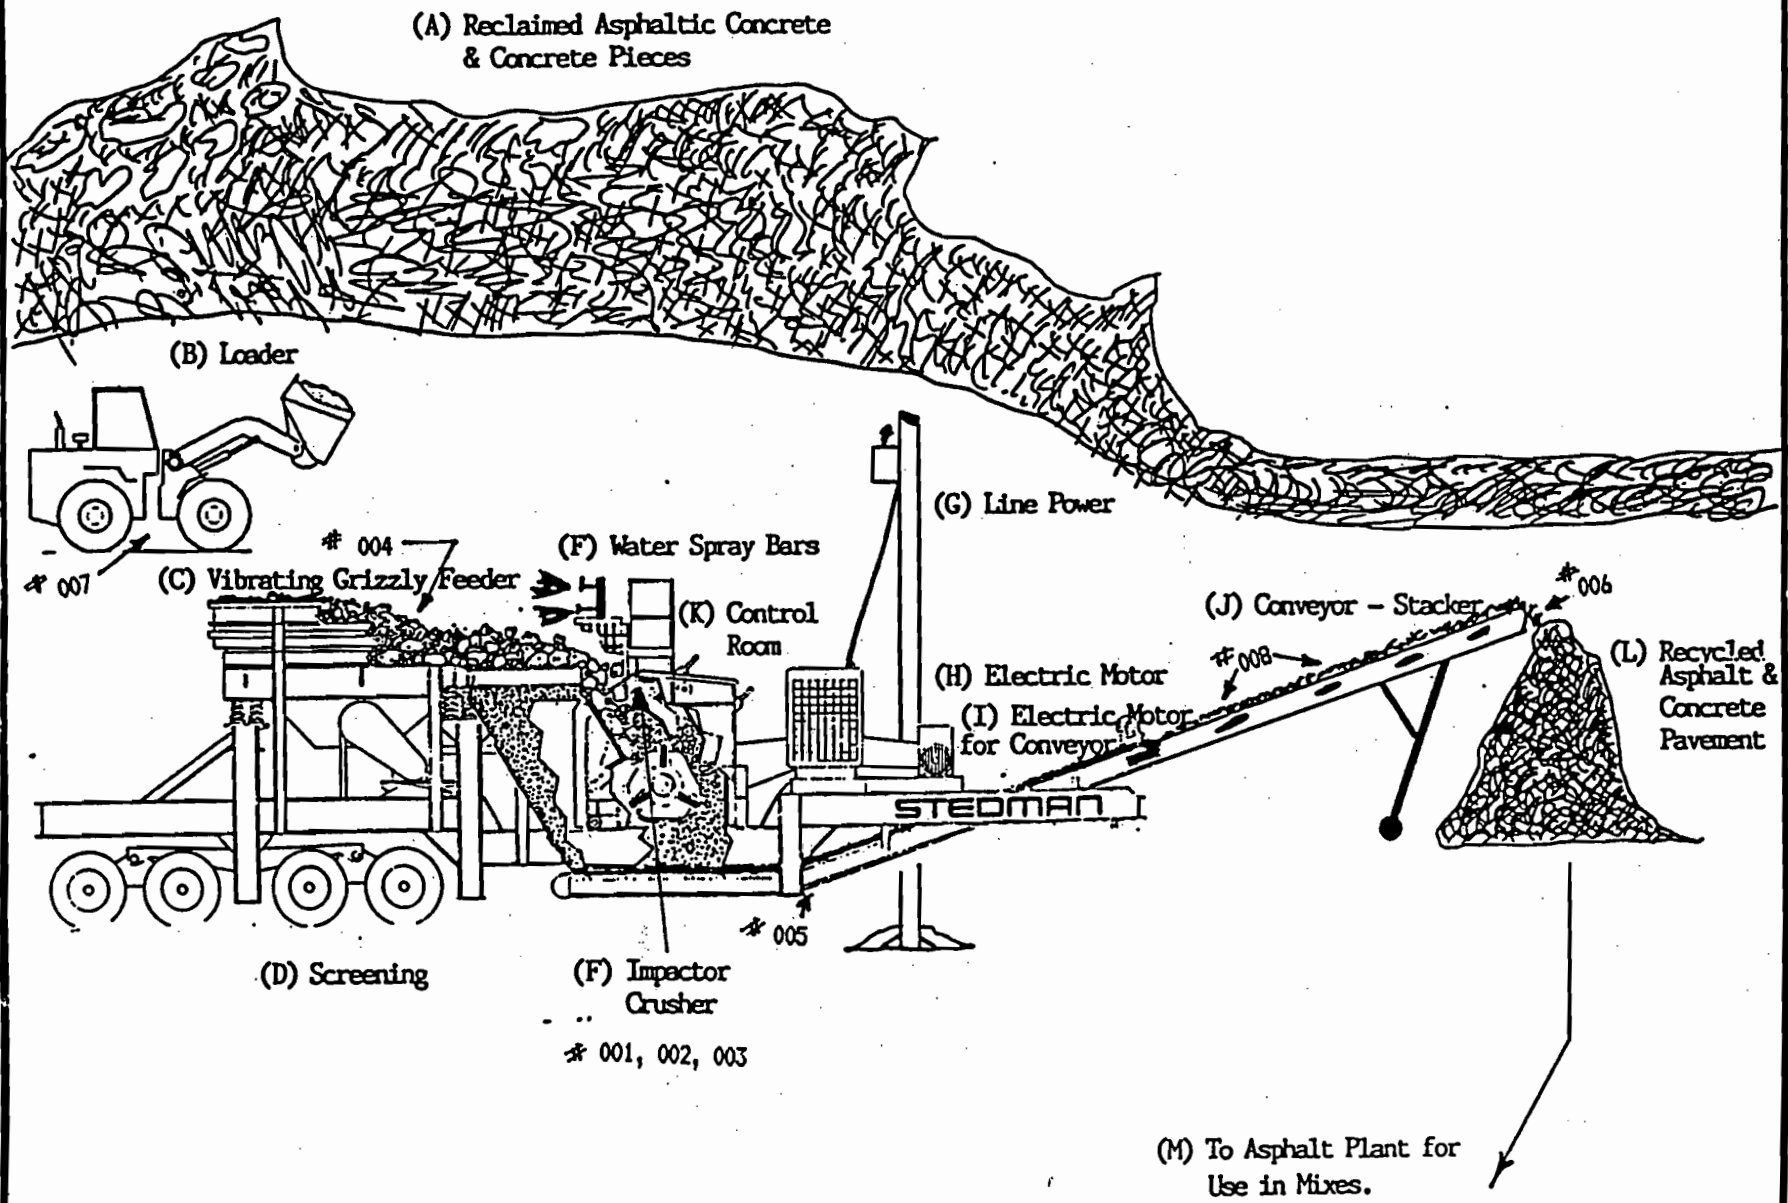 (A) Reclaimed Asphaltic Concrete
& Concrete Pieces
(B) Loader
(G) Line Power
# 004
(F) Water Spray Bars
# 007
(C) Vibrating Grizzly Feeder
# 006
(K) Control
Room
(J) Conveyor - Stacker
#008
(L) Recycled
Asphalt &
Concrete
Pavement
(H) Electric Motor
(I) Electric Motor
for Conveyor
STEDMAN
# 005
(D) Screening
(F) Impactor
Crusher
# 001, 002, 003
(M) To Asphalt Plant for
Use in Mixes.